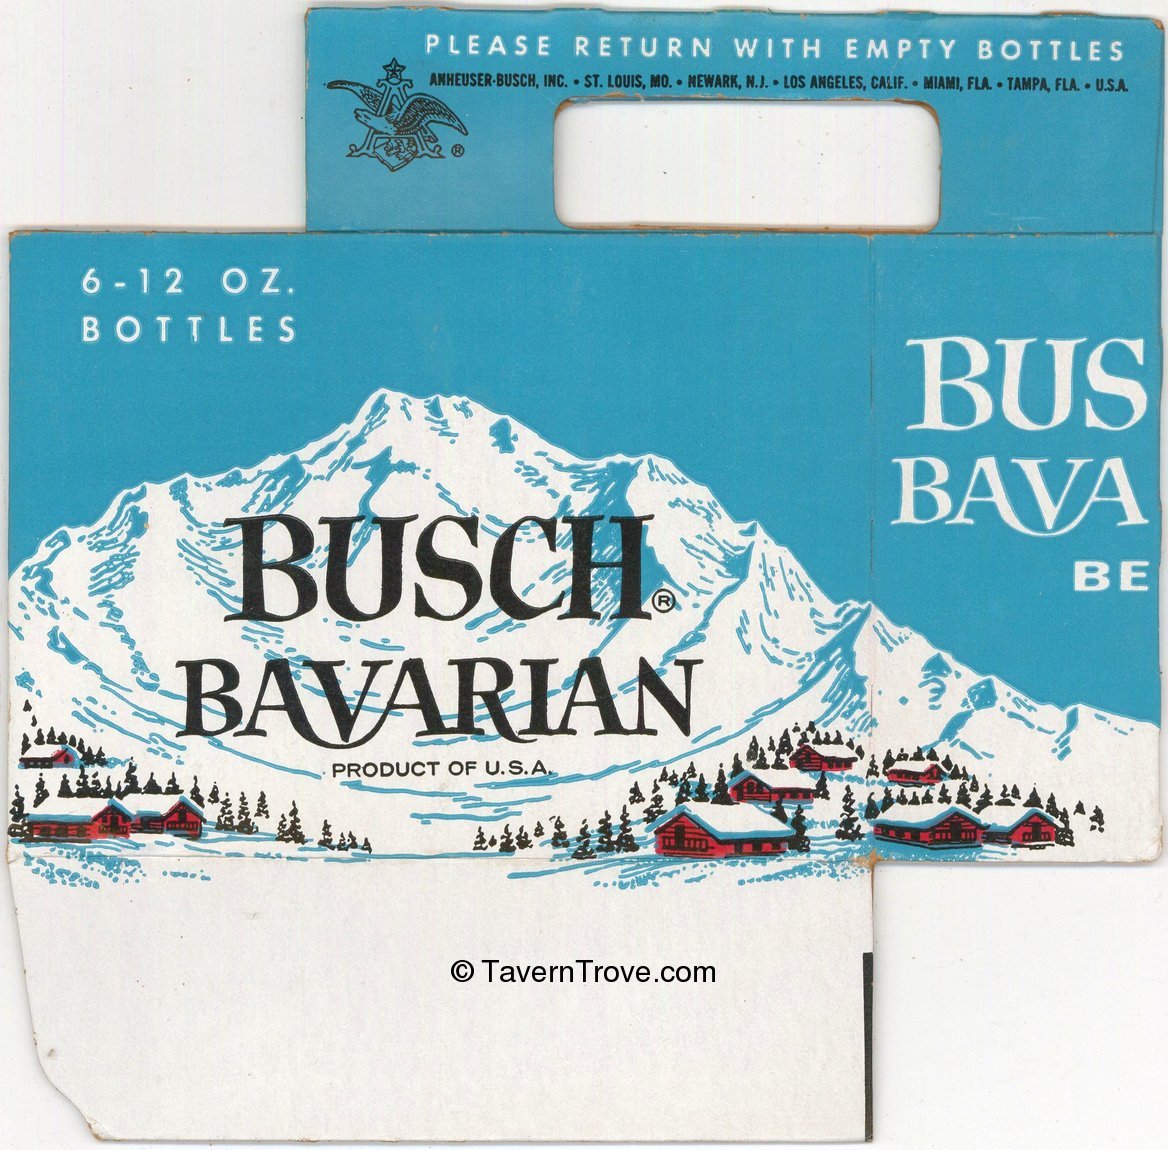 PLEASE RETURN WITH EMPTY BOTTLES
ANHEUSER-BUSCH, INC. • ST. LOUIS, MO. • NEWARK, N.J. • LOS ANGELES, CALIF. • MIAMI, FLA. • TAMPA, FLA. • U.S.A.
®
6-12 OZ.
BOTTLES
BUSCH®
BAVARIAN
PRODUCT OF U.S.A.
BUS
BAVA
BE
© TavernTrove.com